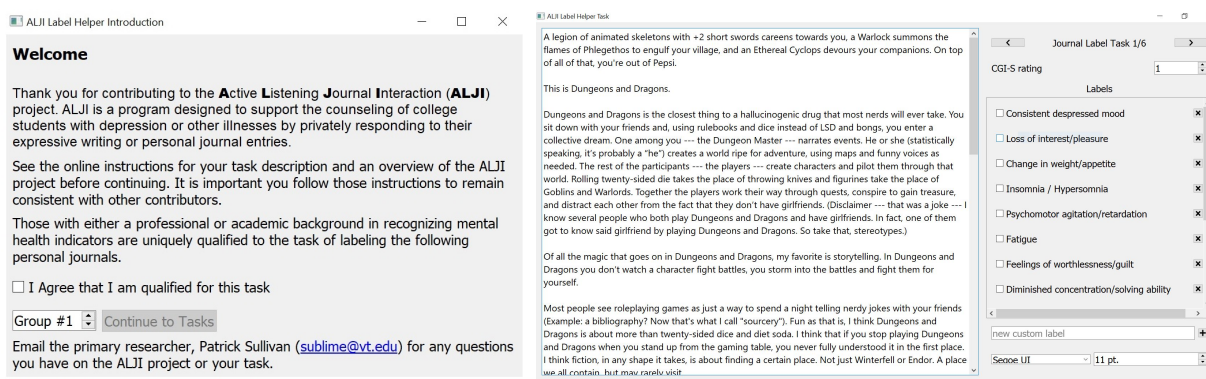 ALJI Label Helper Introduction
Welcome
Thank you for contributing to the Active Listening Journal Interaction (ALJI)
project. ALJI is a program designed to support the counseling of college
students with depression or other illnesses by privately responding to their
expressive writing or personal journal entries.
See the online instructions for your task description and an overview of the ALJI
project before continuing. It is important you follow those instructions to remain
consistent with other contributors.
Those with either a professional or academic background in recognizing mental
health indicators are uniquely qualified to the task of labeling the following
personal journals.
I Agree that I am qualified for this task
Group #1 Continue to Tasks
Email the primary researcher, Patrick Sullivan (sublime@vt.edu) for any questions
you have on the ALJI project or your task.
ALJI Label Helper Task
A legion of animated skeletons with +2 short swords careens towards you, a Warlock summons the
flames of Phlegethos to engulf your village, and an Ethereal Cyclops devours your companions. On top
of all of that, you're out of Pepsi.
This is Dungeons and Dragons.
Dungeons and Dragons is the closest thing to a hallucinogenic drug that most nerds will ever take. You
sit down with your friends and, using rulebooks and dice instead of LSD and bongs, you enter a
collective dream. One among you --- the Dungeon Master --- narrates events. He or she (statistically
speaking, it's probably a "he") creates a world ripe for adventure, using maps and funny voices as
needed. The rest of the participants --- the players --- create characters and pilot them through that
world. Rolling twenty-sided die takes the place of throwing knives and figurines take the place of
Goblins and Warlords. Together the players work their way through quests, conspire to gain treasure,
and distract each other from the fact that they don't have girlfriends. (Disclaimer --- that was a joke --- I
know several people who both play Dungeons and Dragons and have girlfriends. In fact, one of them
got to know said girlfriend by playing Dungeons and Dragons. So take that, stereotypes.)
Of all the magic that goes on in Dungeons and Dragons, my favorite is storytelling. In Dungeons and
Dragons you don't watch a character fight battles, you storm into the battles and fight them for
yourself.
Most people see roleplaying games as just a way to spend a night telling nerdy jokes with your friends
(Example: a bibliography? Now that's what I call "sourcery"). Fun as that is, I think Dungeons and
Dragons is about more than twenty-sided dice and diet soda. I think that if you stop playing Dungeons
and Dragons when you stand up from the gaming table, you never fully understood it in the first place.
I think fiction, in any shape it takes, is about finding a certain place. Not just Winterfell or Endor. A place
we all contain, but may rarely visit.
< Journal Label Task 1/6 >
CGI-S rating 1
Labels
Consistent despressed mood
Loss of interest/pleasure
Change in weight/appetite
Insomnia / Hypersomnia
Psychomotor agitation/retardation
Fatigue
Feelings of worthlessness/guilt
Diminished concentration/solving ability
new custom label +
Segoe UI 11 pt.